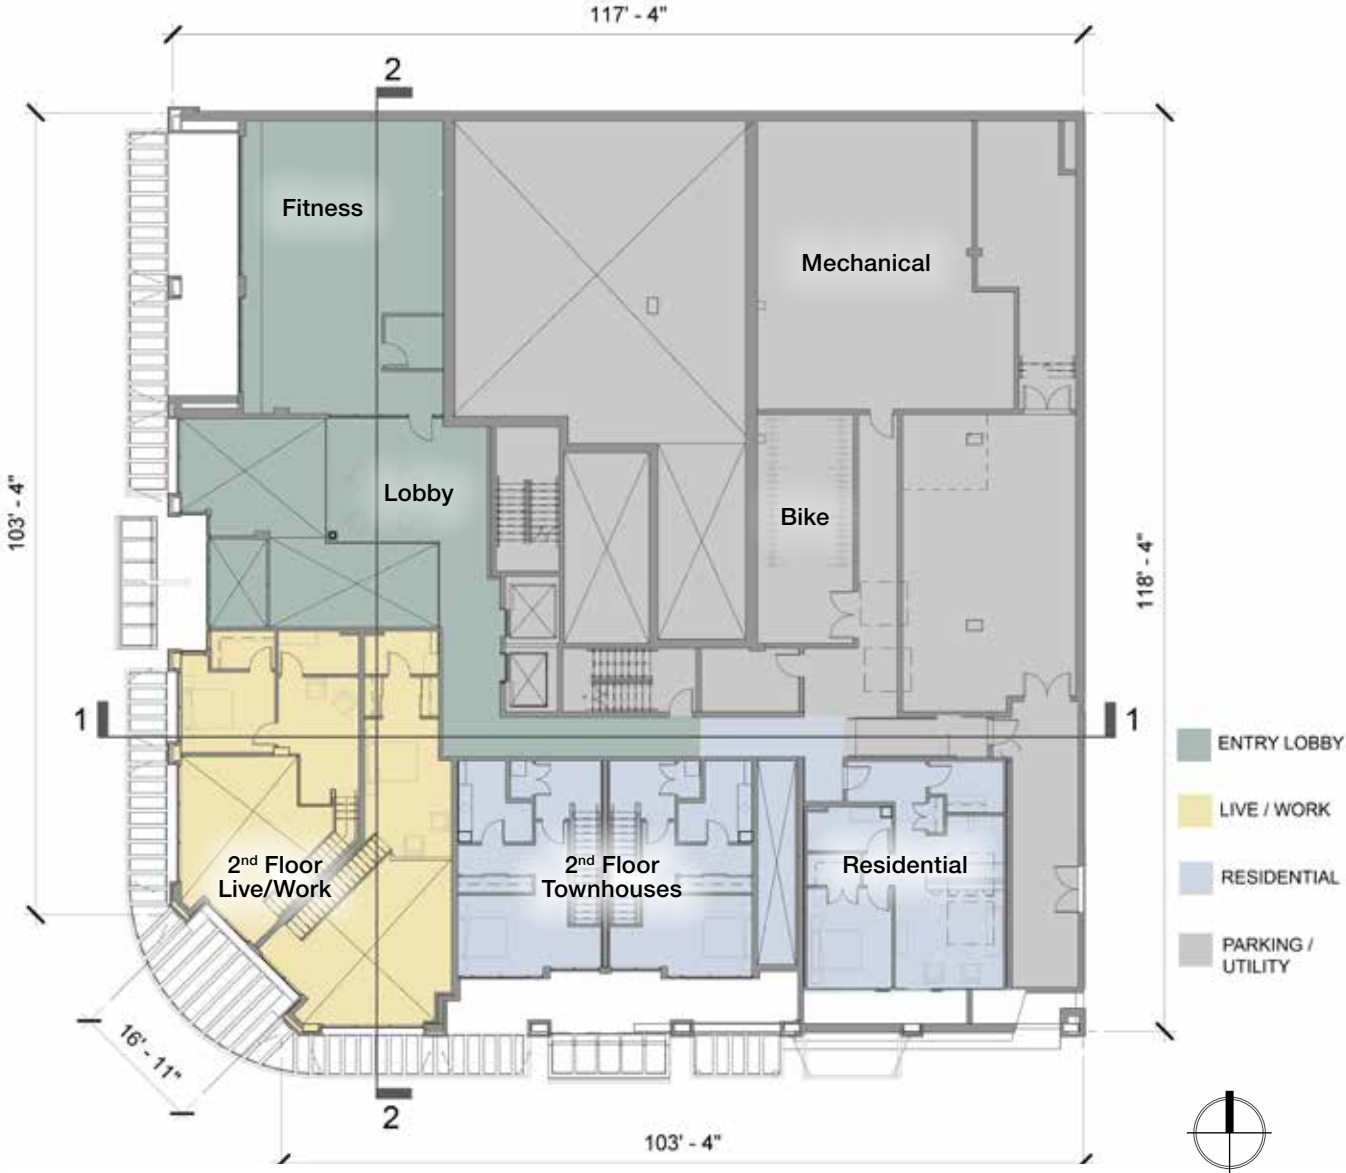 117' - 4"
2
Fitness
Mechanical
Lobby
Bike
103' - 4"
118' - 4"
1
1
ENTRY LOBBY
LIVE / WORK
RESIDENTIAL
PARKING /
UTILITY
2nd Floor
Live/Work
2nd Floor
Townhouses
Residential
16' - 11"
2
103' - 4"